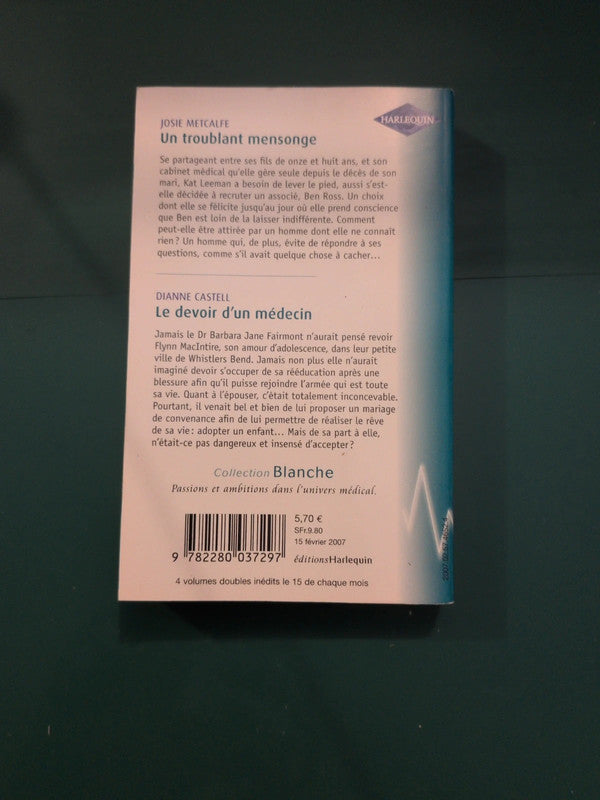 HARLEQUIN
JOSIE METCALFE
Un troublant mensonge
Se partageant entre ses fils de onze et huit ans, et son
cabinet médical qu'elle gère seule depuis le décès de son
mari, Kat Leeman a besoin de lever le pied, aussi s'est-
elle décidée à recruter un associé, Ben Ross. Un choix
dont elle se félicite jusqu'au jour où elle prend conscience
que Ben est loin de la laisser indifférente. Comment
peut-elle être attirée par un homme dont elle ne connaît
rien ? Un homme qui, de plus, évite de répondre à ses
questions, comme s'il avait quelque chose à cacher...
DIANNE CASTELL
Le devoir d'un médecin
Jamais le Dr Barbara Jane Fairmont n'aurait pensé revoir
Flynn MacIntire, son amour d'adolescence, dans leur petite
ville de Whistlers Bend. Jamais non plus elle n'aurait
imaginé devoir s'occuper de sa rééducation après une
blessure afin qu'il puisse rejoindre l'armée qui est toute
sa vie. Quant à l'épouser, c'était totalement inconcevable.
Pourtant, il venait bel et bien de lui proposer un mariage
de convenance afin de lui permettre de réaliser le rêve
de sa vie : adopter un enfant... Mais de sa part à elle,
n'était-ce pas dangereux et insensé d'accepter ?
Collection Blanche
Passions et ambitions dans l'univers médical.
5,70 €
SFr.9.80
15 février 2007
éditionsHarlequin
9 782280 037297
4 volumes doubles inédits le 15 de chaque mois